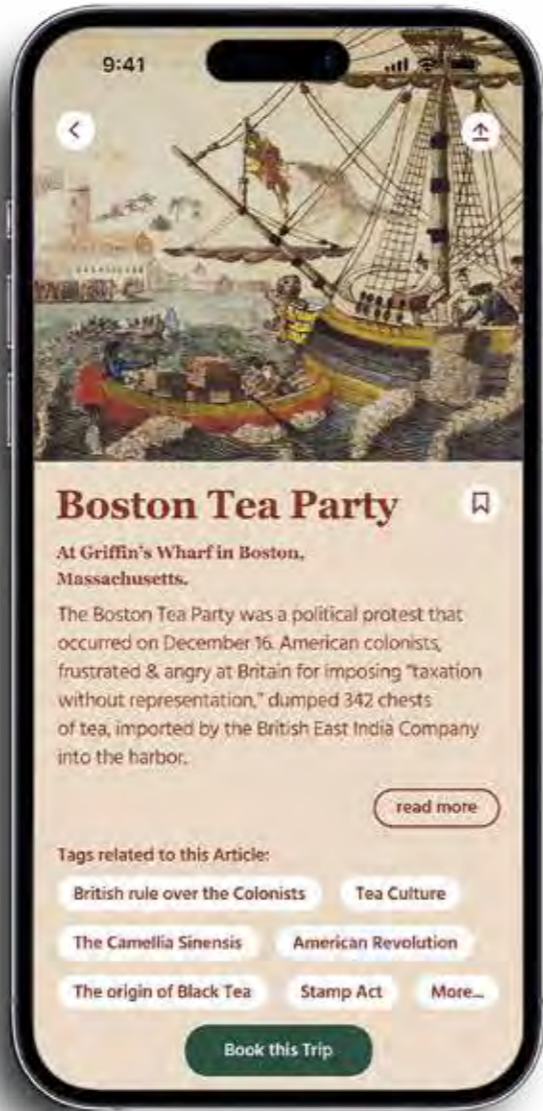 9:41
Boston Tea Party
At Griffin's Wharf in Boston,
Massachusetts.
The Boston Tea Party was a political protest that
occurred on December 16. American colonists,
frustrated & angry at Britain for imposing "taxation
without representation," dumped 342 chests
of tea, imported by the British East India Company
into the harbor.
read more
Tags related to this Article:
British rule over the Colonists Tea Culture
The Camellia Sinensis American Revolution
The origin of Black Tea Stamp Act More...
Book this Trip